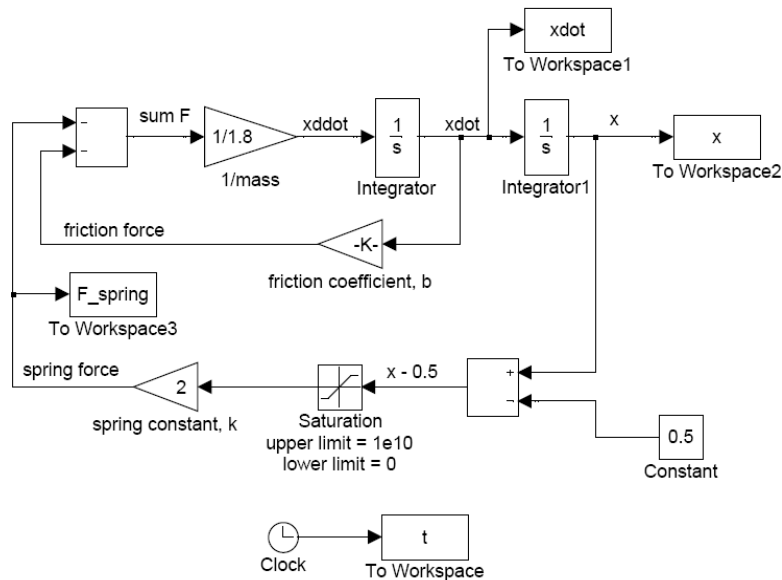 xdot
To Workspace1
−
−
sum F
1/1.8
1/mass
xddot
1
s
Integrator
xdot
1
s
Integrator1
x
x
To Workspace2
friction force
-K-
friction coefficient, b
F_spring
To Workspace3
spring force
2
spring constant, k
Saturation
upper limit = 1e10
lower limit = 0
x - 0.5
+
−
0.5
Constant
Clock
t
To Workspace